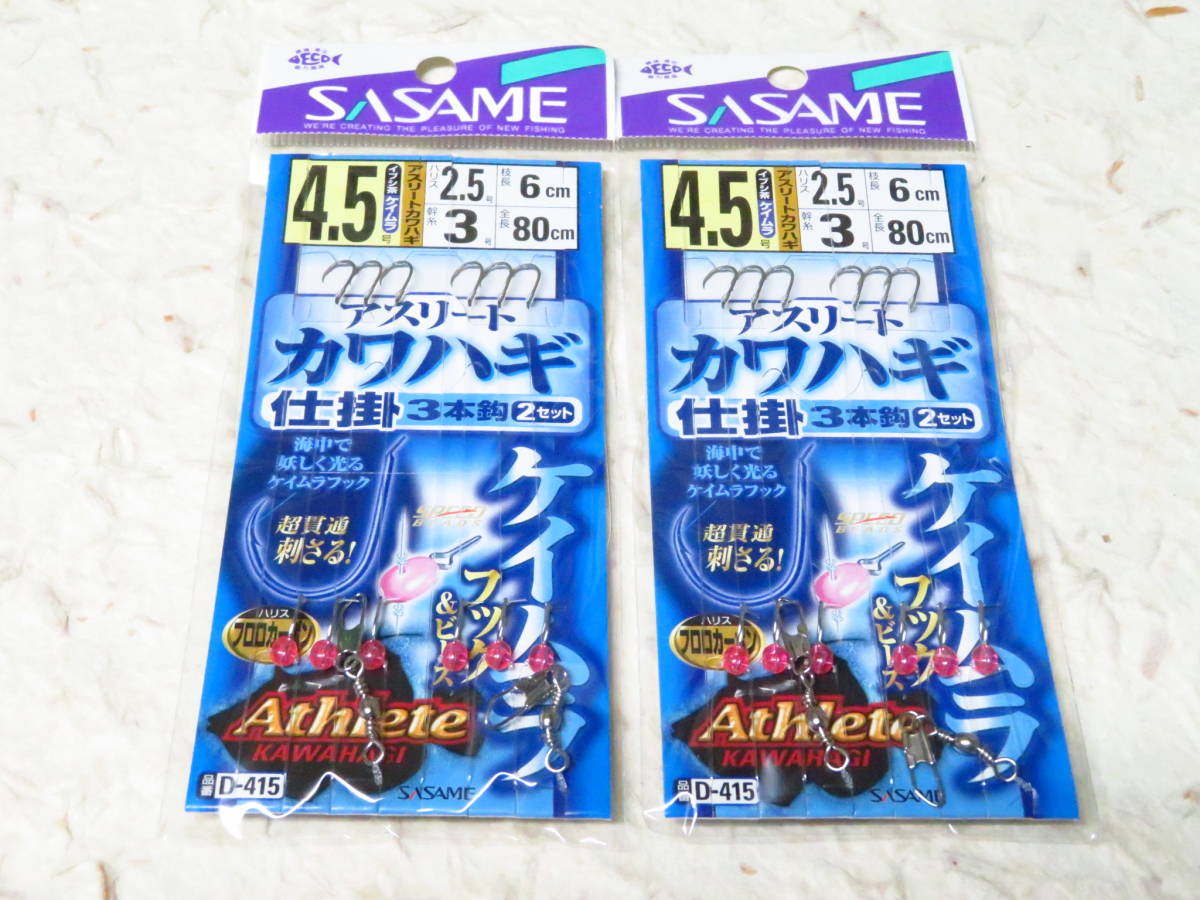 ECO
SASAME
WE'RE CREATING THE PLEASURE OF NEW FISHING
4.5号
イブシ茶 ケイムラ
アスリートカワハギ
ハリス 2.5号
枝長 6cm
幹糸 3号
全長 80cm
アスリート
カワハギ
仕掛 3本鈎 2セット
海中で
妖しく光る
ケイムラフック
超貫通
刺さる!
SPEED
BEADS
ケイムラ
フック
&ビーズ
ハリス
フロロカーボン
Athlete
KAWAHAGI
品番 D-415
SASAME
ECO
SASAME
WE'RE CREATING THE PLEASURE OF NEW FISHING
4.5号
イブシ茶 ケイムラ
アスリートカワハギ
ハリス 2.5号
枝長 6cm
幹糸 3号
全長 80cm
アスリート
カワハギ
仕掛 3本鈎 2セット
海中で
妖しく光る
ケイムラフック
超貫通
刺さる!
SPEED
BEADS
ケイムラ
フック
&ビーズ
ハリス
フロロカーボン
Athlete
KAWAHAGI
品番 D-415
SASAME